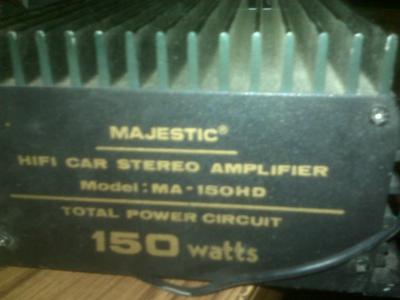 MAJESTIC®
HIFI CAR STEREO AMPLIFIER
Model: MA-150HD
TOTAL POWER CIRCUIT
150 watts